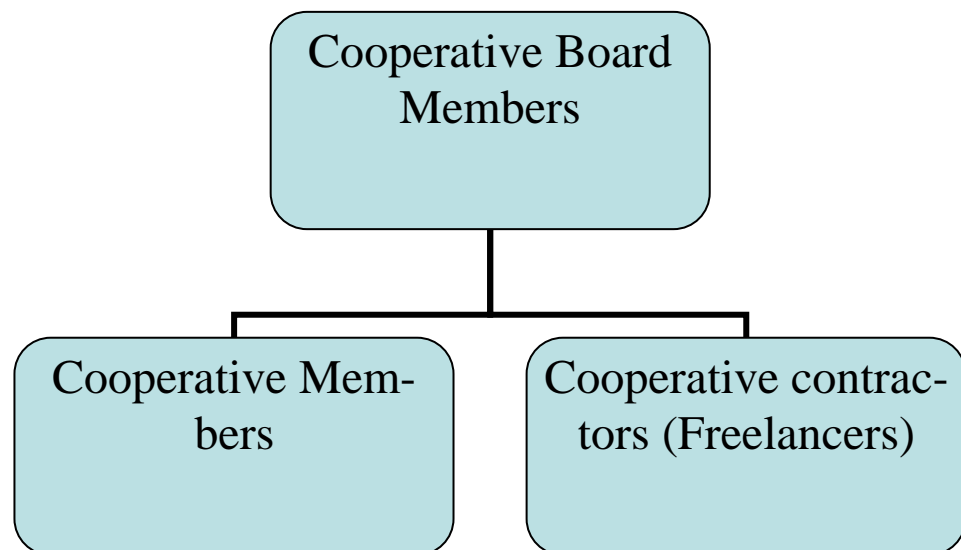 Cooperative Board
Members
Cooperative Mem-
bers
Cooperative contrac-
tors (Freelancers)